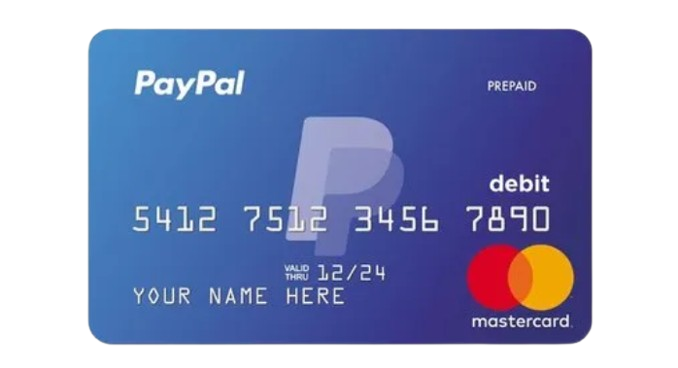 PayPal
PREPAID
debit
5412 7512 3456 7890
VALID THRU 12/24
YOUR NAME HERE
mastercard.